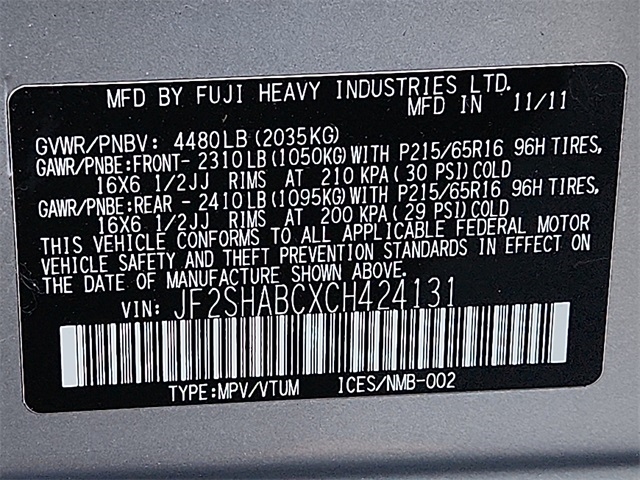 MFD BY FUJI HEAVY INDUSTRIES LTD.
MFD IN 11/11
GVWR/PNBV: 4480LB(2035KG)
GAWR/PNBE:FRONT- 2310LB(1050KG)WITH P215/65R16 96H TIRES,
16X6 1/2JJ RIMS AT 210 KPA(30 PSI)COLD
GAWR/PNBE:REAR - 2410LB(1095KG)WITH P215/65R16 96H TIRES,
16X6 1/2JJ RIMS AT 200 KPA(29 PSI)COLD
THIS VEHICLE CONFORMS TO ALL APPLICABLE FEDERAL MOTOR
VEHICLE SAFETY AND THEFT PREVENTION STANDARDS IN EFFECT ON
THE DATE OF MANUFACTURE SHOWN ABOVE.
VIN: JF2SHABCXCH424131
TYPE:MPV/VTUM ICES/NMB-002